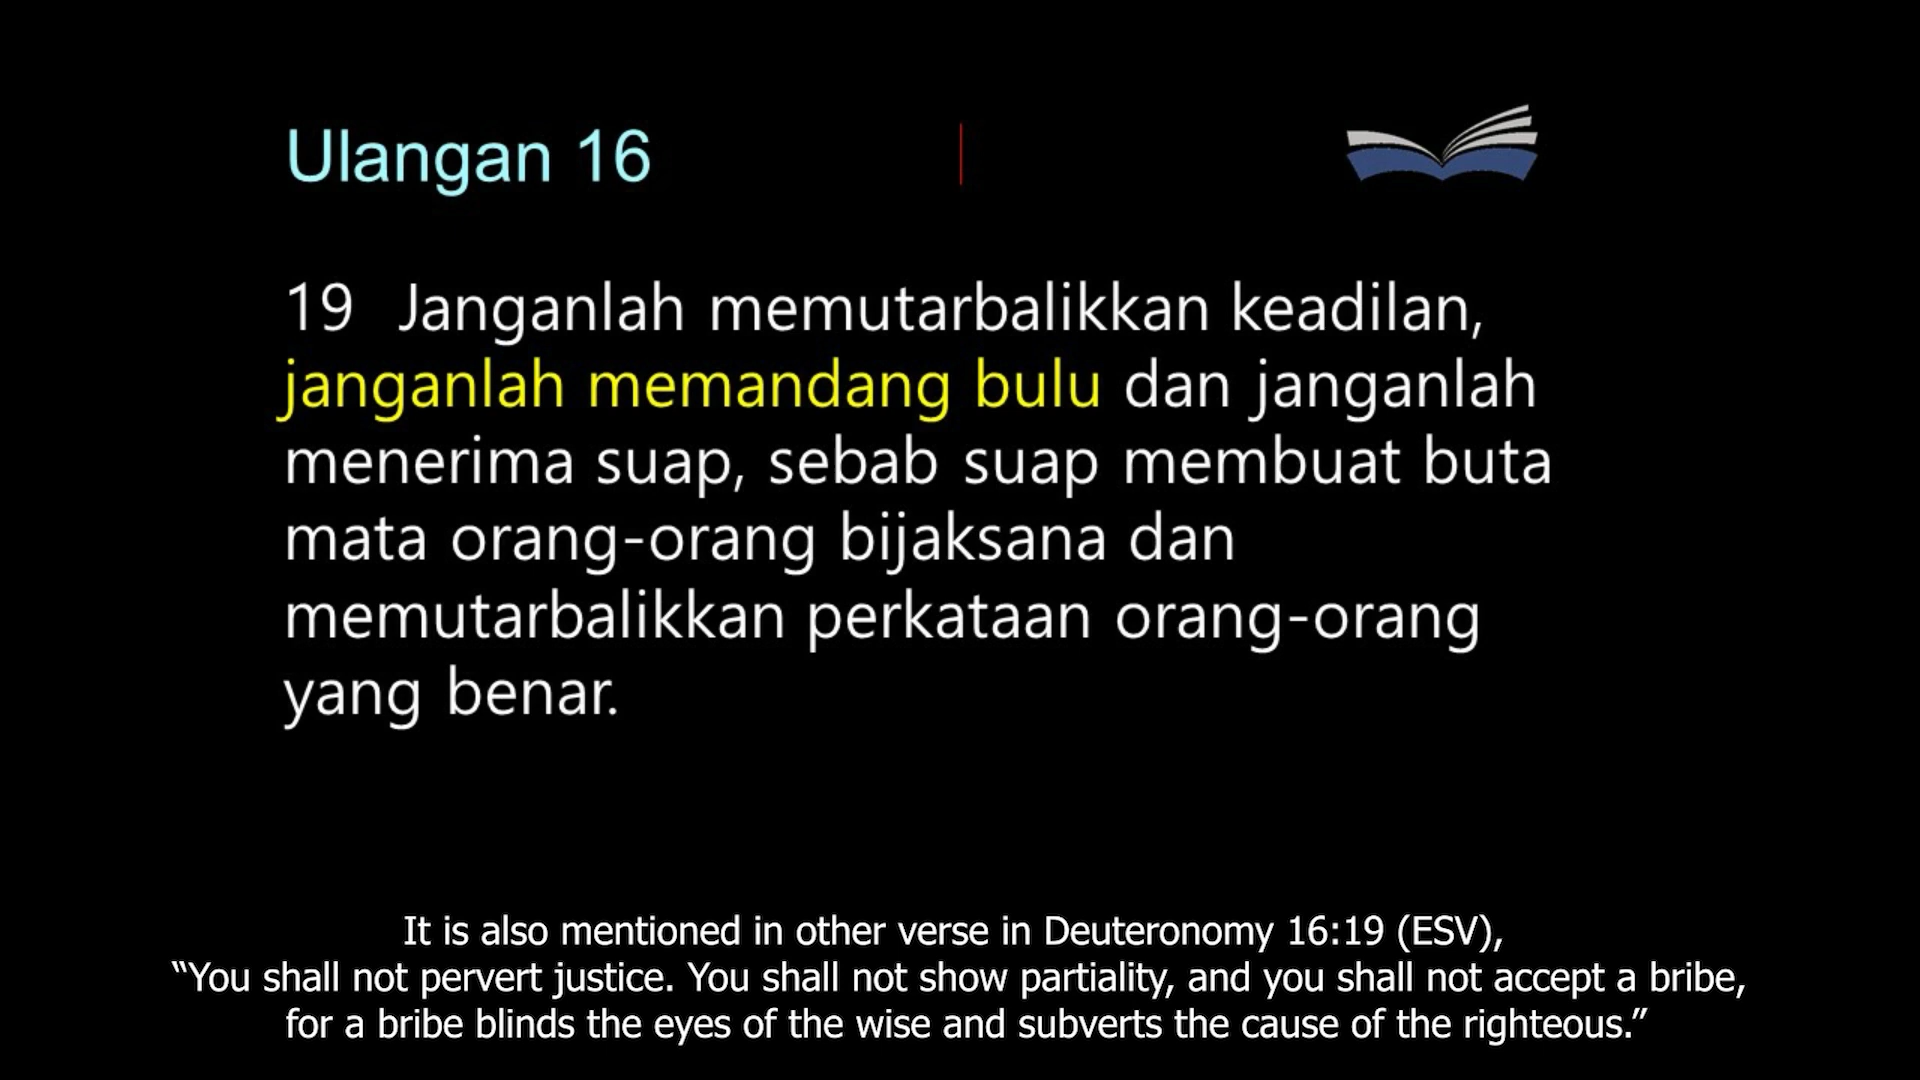 Ulangan 16
19 Janganlah memutarbalikkan keadilan,
janganlah memandang bulu dan janganlah
menerima suap, sebab suap membuat buta
mata orang-orang bijaksana dan
memutarbalikkan perkataan orang-orang
yang benar.
It is also mentioned in other verse in Deuteronomy 16:19 (ESV),
“You shall not pervert justice. You shall not show partiality, and you shall not accept a bribe,
for a bribe blinds the eyes of the wise and subverts the cause of the righteous.”